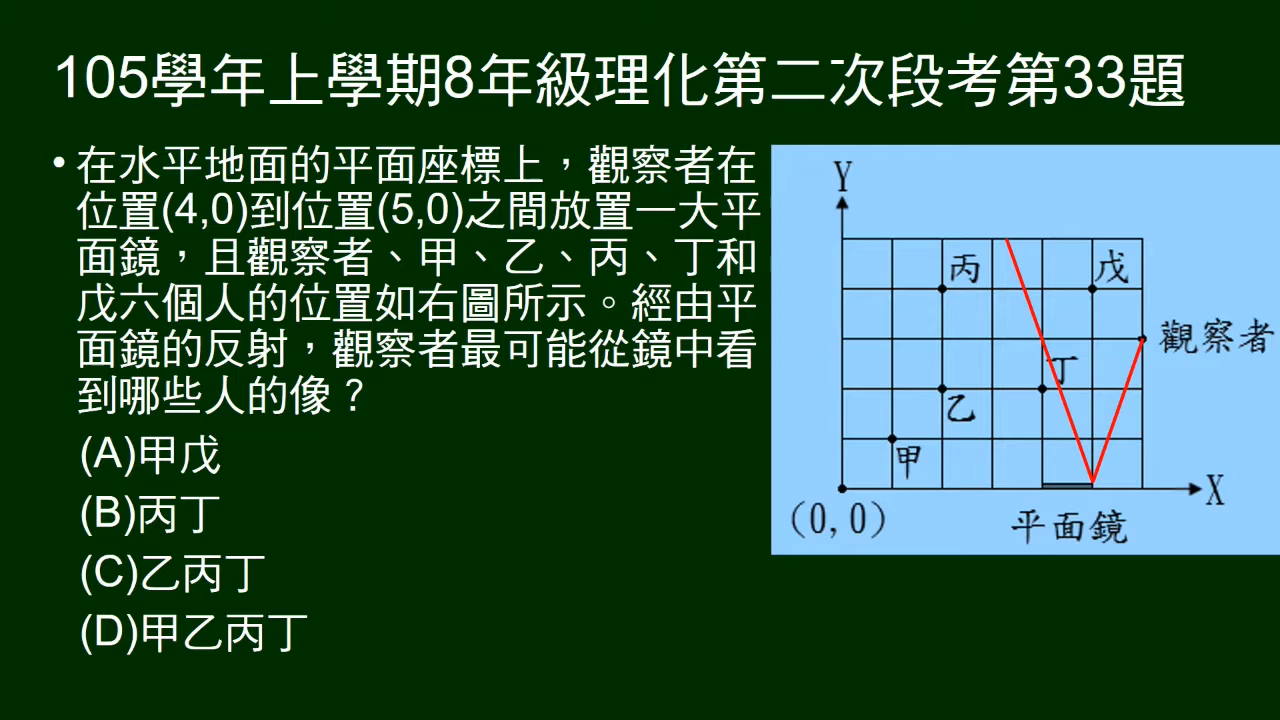 105學年上學期8年級理化第二次段考第33題
• 在水平地面的平面座標上，觀察者在
位置(4,0)到位置(5,0)之間放置一大平
面鏡，且觀察者、甲、乙、丙、丁和
戊六個人的位置如右圖所示。經由平
面鏡的反射，觀察者最可能從鏡中看
到哪些人的像？
(A)甲戊
(B)丙丁
(C)乙丙丁
(D)甲乙丙丁
Y
丙
戊
觀察者
丁
乙
甲
X
(0,0)
平面鏡